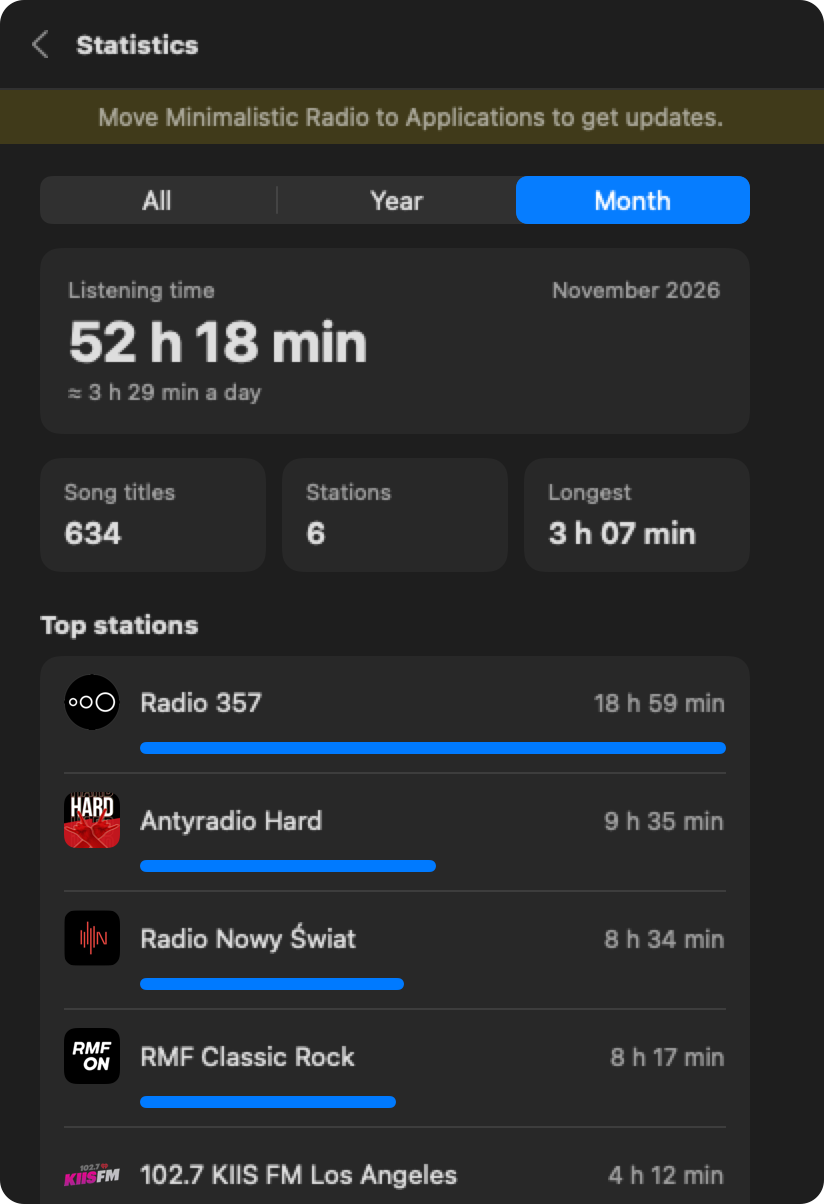 Statistics
Move Minimalistic Radio to Applications to get updates.
All Year Month
Listening time November 2026
52 h 18 min
≈ 3 h 29 min a day
Song titles Stations Longest
634 6 3 h 07 min
Top stations
Radio 357 18 h 59 min
HARD
Antyradio Hard 9 h 35 min
Radio Nowy Świat 8 h 34 min
RMF
ON
RMF Classic Rock 8 h 17 min
102.7
KIISFM
102.7 KIIS FM Los Angeles 4 h 12 min